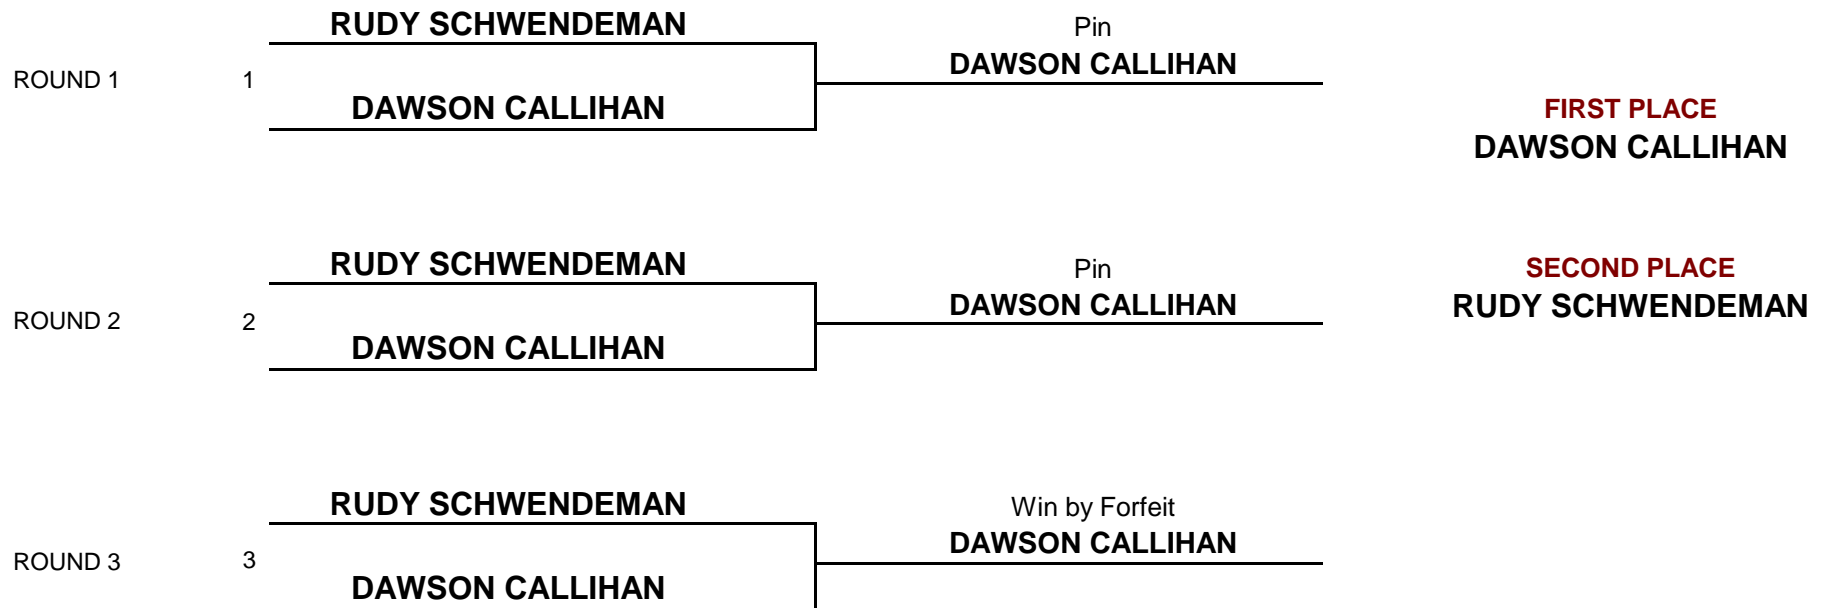 RUDY SCHWENDEMAN
Pin
DAWSON CALLIHAN
ROUND 1
1
DAWSON CALLIHAN
FIRST PLACE
DAWSON CALLIHAN
RUDY SCHWENDEMAN
Pin
SECOND PLACE
DAWSON CALLIHAN
RUDY SCHWENDEMAN
ROUND 2
2
DAWSON CALLIHAN
RUDY SCHWENDEMAN
Win by Forfeit
DAWSON CALLIHAN
ROUND 3
3
DAWSON CALLIHAN